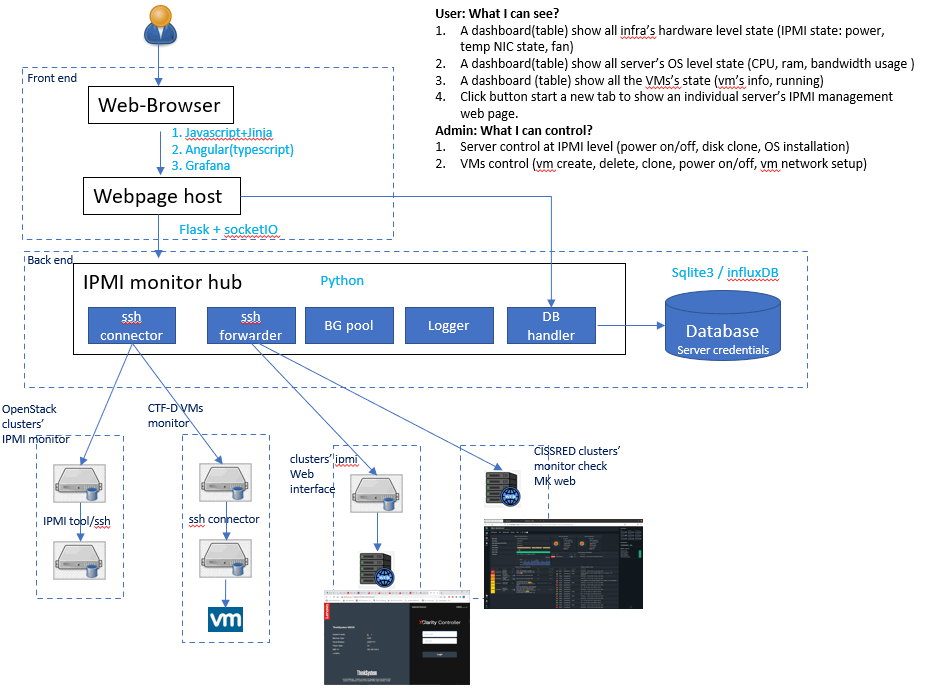 User: What I can see?
1. A dashboard(table) show all infra's hardware level state (IPMI state: power,
temp NIC state, fan)
2. A dashboard(table) show all server's OS level state (CPU, ram, bandwidth usage )
3. A dashboard (table) show all the VMs's state (vm's info, running)
4. Click button start a new tab to show an individual server's IPMI management
web page.
Admin: What I can control?
1. Server control at IPMI level (power on/off, disk clone, OS installation)
2. VMs control (vm create, delete, clone, power on/off, vm network setup)
Front end
Web-Browser
1. Javascript+Jinja
2. Angular(typescript)
3. Grafana
Webpage host
Flask + socketIO
Back end
IPMI monitor hub
Python
Sqlite3 / influxDB
ssh
connector
ssh
forwarder
BG pool
Logger
DB
handler
Database
Server credentials
OpenStack
clusters'
IPMI monitor
CTF-D VMs
monitor
clusters' ipmi
Web
interface
CISSRED clusters'
monitor check
MK web
IPMI tool/ssh
ssh connector
vm
Lenovo
XClarity Controller
ThinkSystem